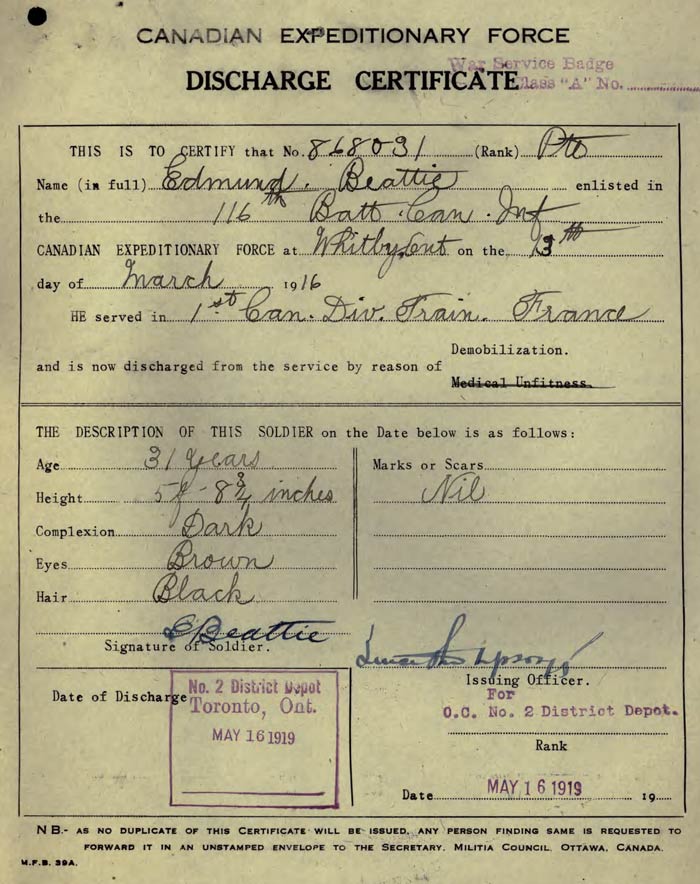 CANADIAN EXPEDITIONARY FORCE
War Service Badge
DISCHARGE CERTIFICATE Class "A" No.
THIS IS TO CERTIFY that No. 868031 (Rank) Pte
Name (in full) Edmund. Beattie enlisted in
the 116th Batt. Can. Inf
CANADIAN EXPEDITIONARY FORCE at Whitby, Ont on the 13th
day of March 1916
HE served in 1st Can. Div. Train. France
Demobilization.
and is now discharged from the service by reason of
Medical Unfitness.
THE DESCRIPTION OF THIS SOLDIER on the Date below is as follows:
Age 31 years Marks or Scars
Height 5f - 8 3/4 inches Nil
Complexion Dark
Eyes Brown
Hair Black
E Beattie
Signature of Soldier.
Issuing Officer.
For
O.C. No. 2 District Depot.
Rank
Date of Discharge
No. 2 District Depot
Toronto, Ont.
MAY 16 1919
Date MAY 16 1919 19
NB.- AS NO DUPLICATE OF THIS CERTIFICATE WILL BE ISSUED, ANY PERSON FINDING SAME IS REQUESTED TO
FORWARD IT IN AN UNSTAMPED ENVELOPE TO THE SECRETARY, MILITIA COUNCIL, OTTAWA, CANADA.
M.F.B. 39A.